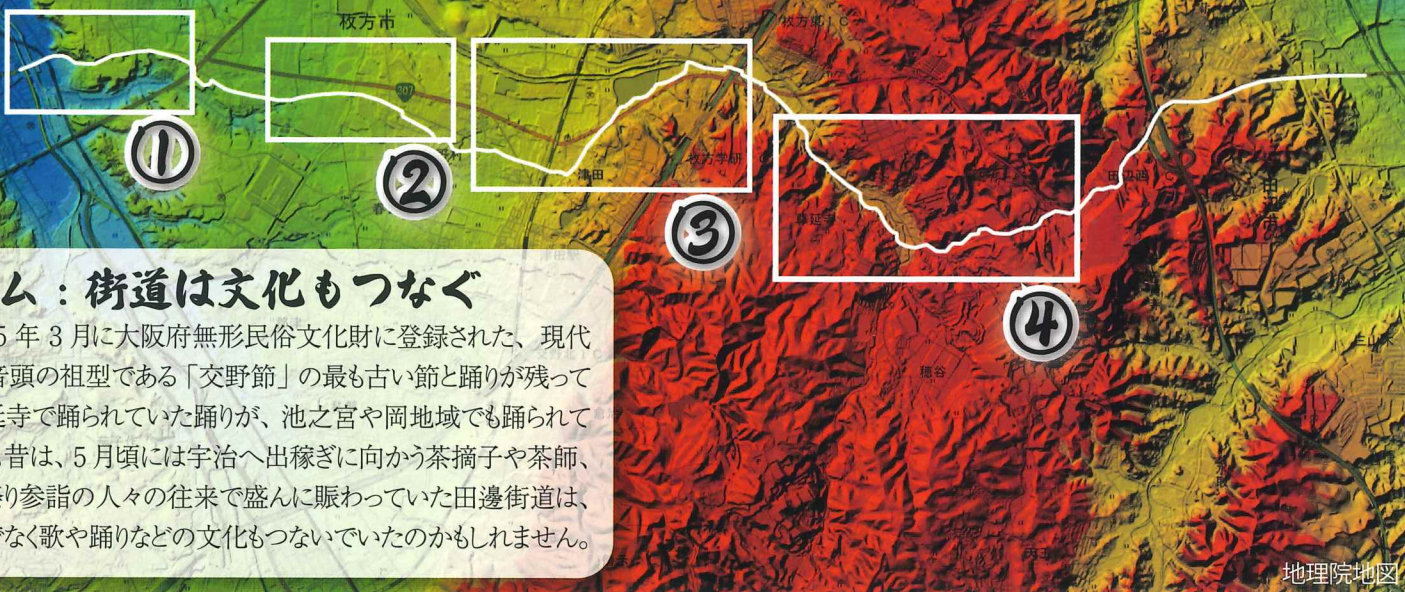 枚方市
枚方東IC
307
①
②
津田
枚方学研
③
尊延寺
田辺西IC
④
穂谷
ム：街道は文化もつなぐ
5年3月に大阪府無形民俗文化財に登録された、現代
音頭の祖型である「交野節」の最も古い節と踊りが残って
延寺で踊られていた踊りが、池之宮や岡地域でも踊られて
昔は、5月頃には宇治へ出稼ぎに向かう茶摘子や茶師、
り参詣の人々の往来で盛んに賑わっていた田邊街道は、
でなく歌や踊りなどの文化もつないでいたのかもしれません。
地理院地図